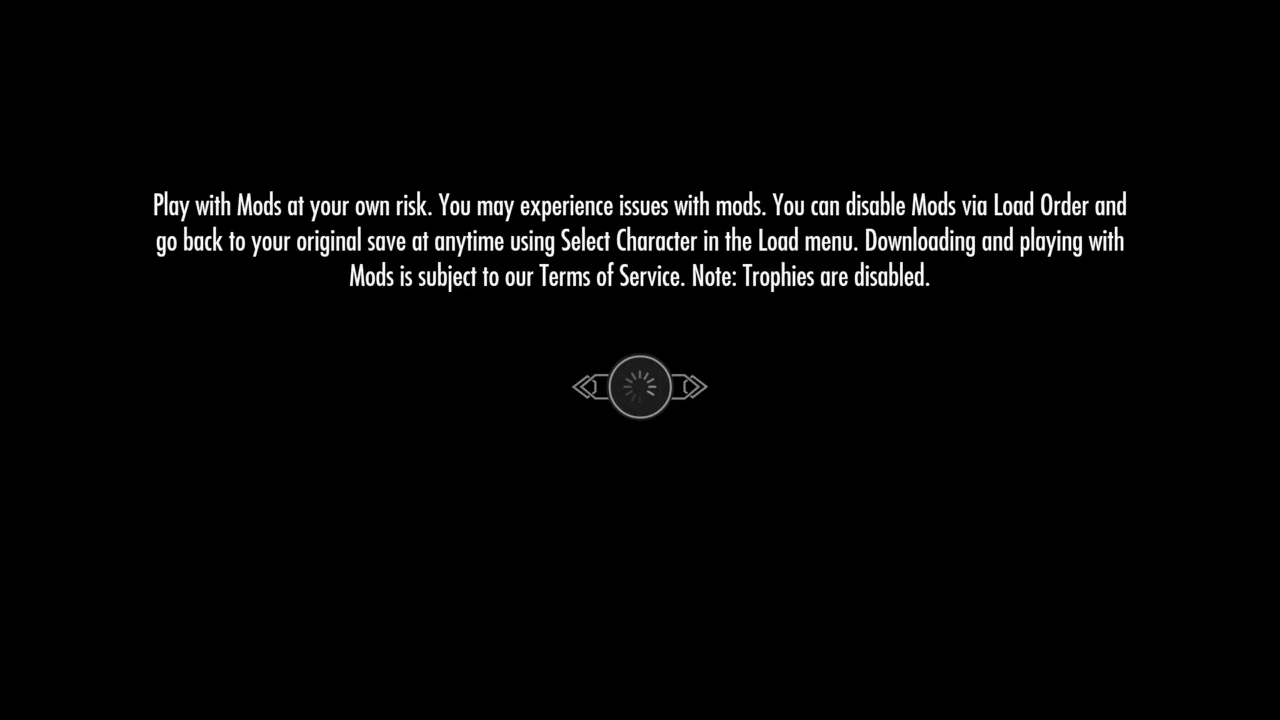 Play with Mods at your own risk. You may experience issues with mods. You can disable Mods via Load Order and
go back to your original save at anytime using Select Character in the Load menu. Downloading and playing with
Mods is subject to our Terms of Service. Note: Trophies are disabled.